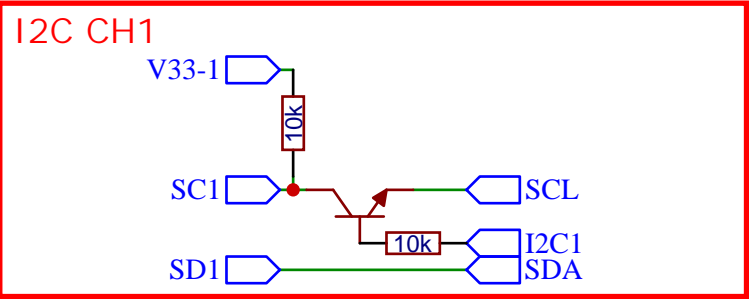 I2C CH1
V33-1
10k
SC1 SCL
10k I2C1
SD1 SDA